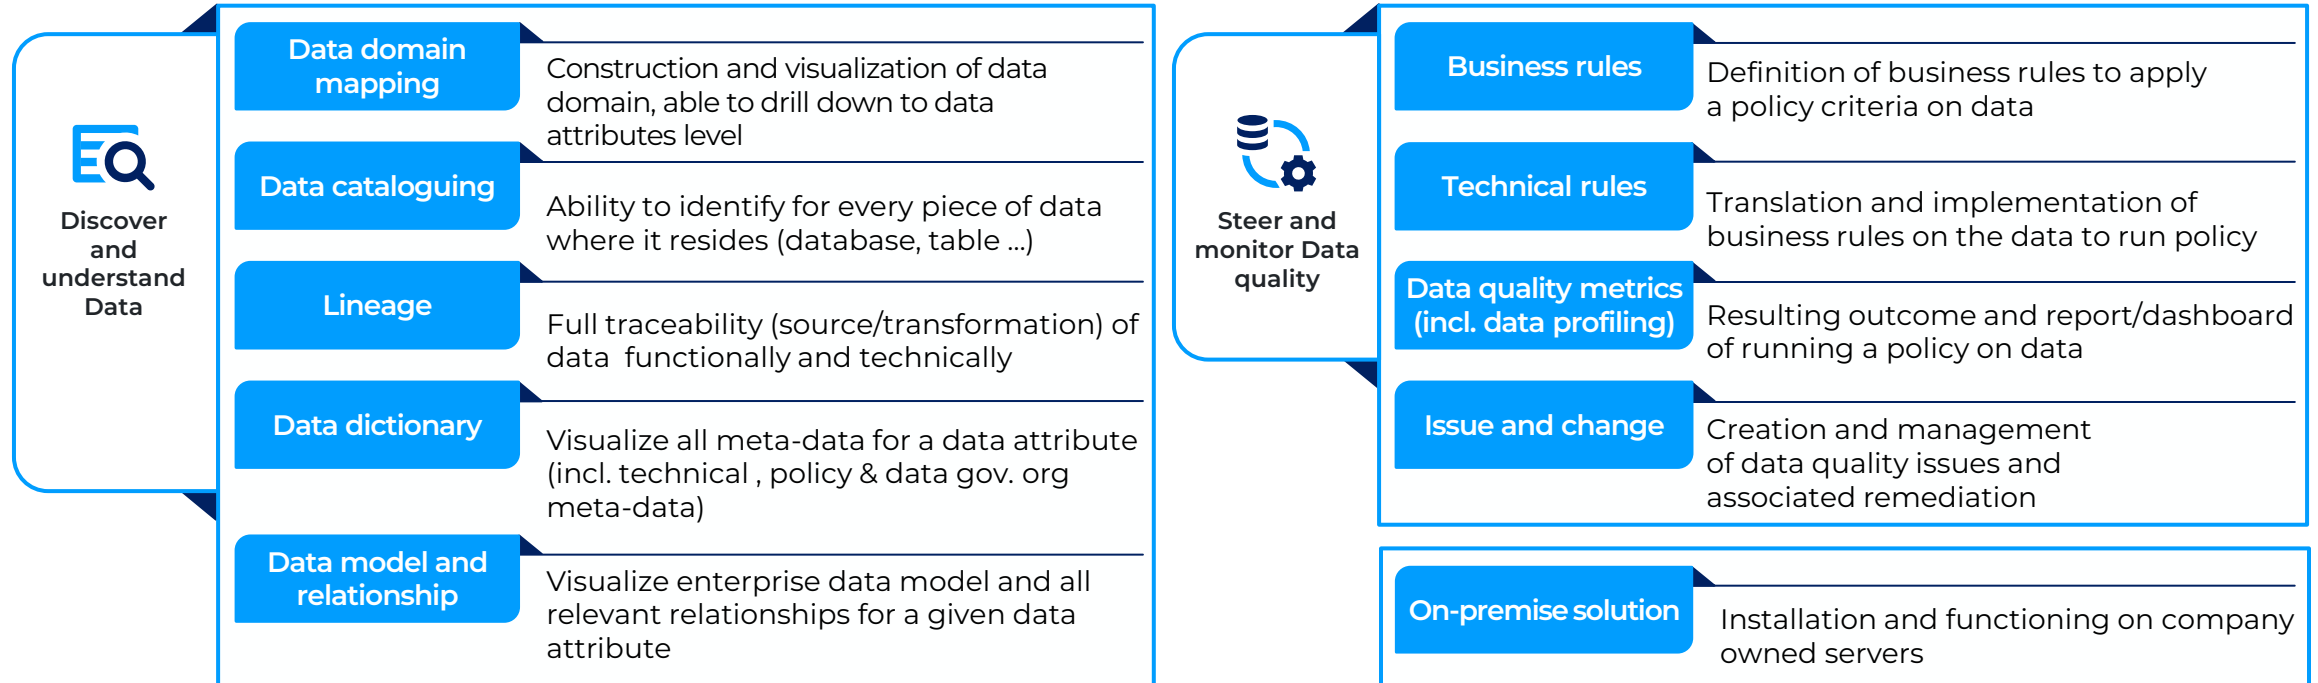 Discover
and
understand
Data
Data domain
mapping
Construction and visualization of data
domain, able to drill down to data
attributes level
Data cataloguing
Ability to identify for every piece of data
where it resides (database, table ...)
Lineage
Full traceability (source/transformation) of
data  functionally and technically
Data dictionary
Visualize all meta-data for a data attribute
(incl. technical , policy & data gov. org
meta-data)
Data model and
relationship
Visualize enterprise data model and all
relevant relationships for a given data
attribute
Steer and
monitor Data
quality
Business rules
Definition of business rules to apply
a policy criteria on data
Technical rules
Translation and implementation of
business rules on the data to run policy
Data quality metrics
(incl. data profiling)
Resulting outcome and report/dashboard
of running a policy on data
Issue and change
Creation and management
of data quality issues and
associated remediation
On-premise solution
Installation and functioning on company
owned servers